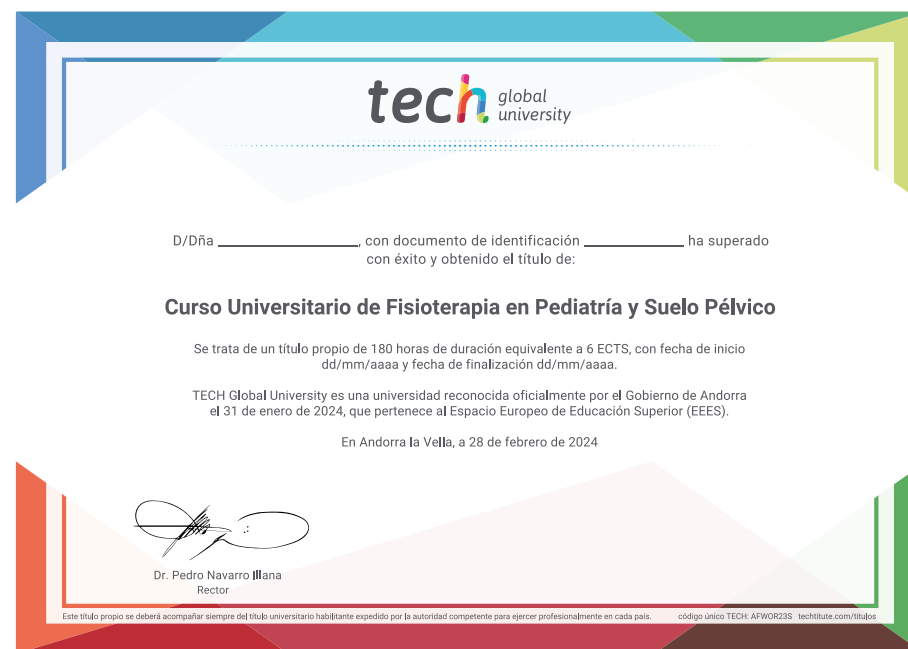 tech global university
D/Dña ____________, con documento de identificación ____________ ha superado
con éxito y obtenido el título de:
Curso Universitario de Fisioterapia en Pediatría y Suelo Pélvico
Se trata de un título propio de 180 horas de duración equivalente a 6 ECTS, con fecha de inicio
dd/mm/aaaa y fecha de finalización dd/mm/aaaa.
TECH Global University es una universidad reconocida oficialmente por el Gobierno de Andorra
el 31 de enero de 2024, que pertenece al Espacio Europeo de Educación Superior (EEES).
En Andorra la Vella, a 28 de febrero de 2024
Dr. Pedro Navarro Illana
Rector
Este título propio se deberá acompañar siempre del título universitario habilitante expedido por la autoridad competente para ejercer profesionalmente en cada país. código único TECH: AFWOR23S techtitute.com/titulos